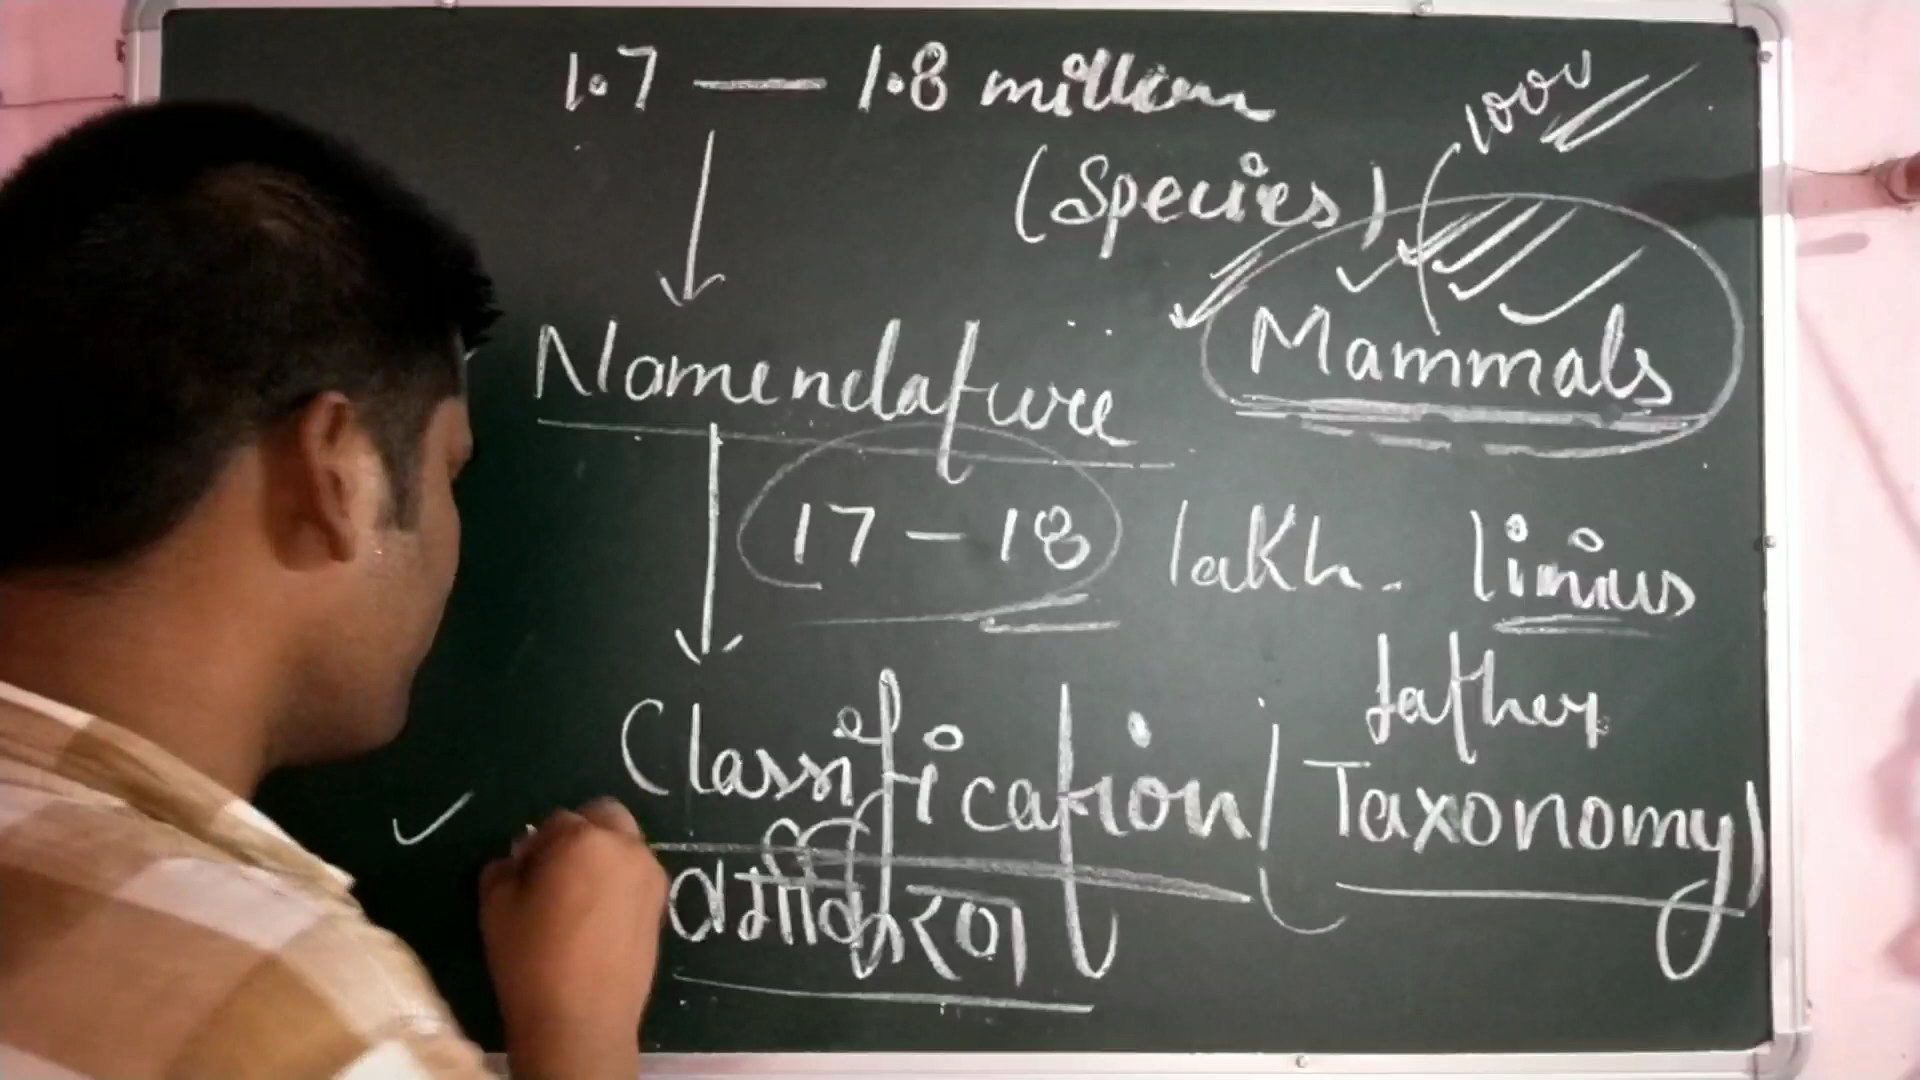 1.7 — 1.8 million
1000
(Species)
Mammals
Nomenclature
17 - 18 lakh.
linius
father
Classification (Taxonomy)
वर्गीकरण